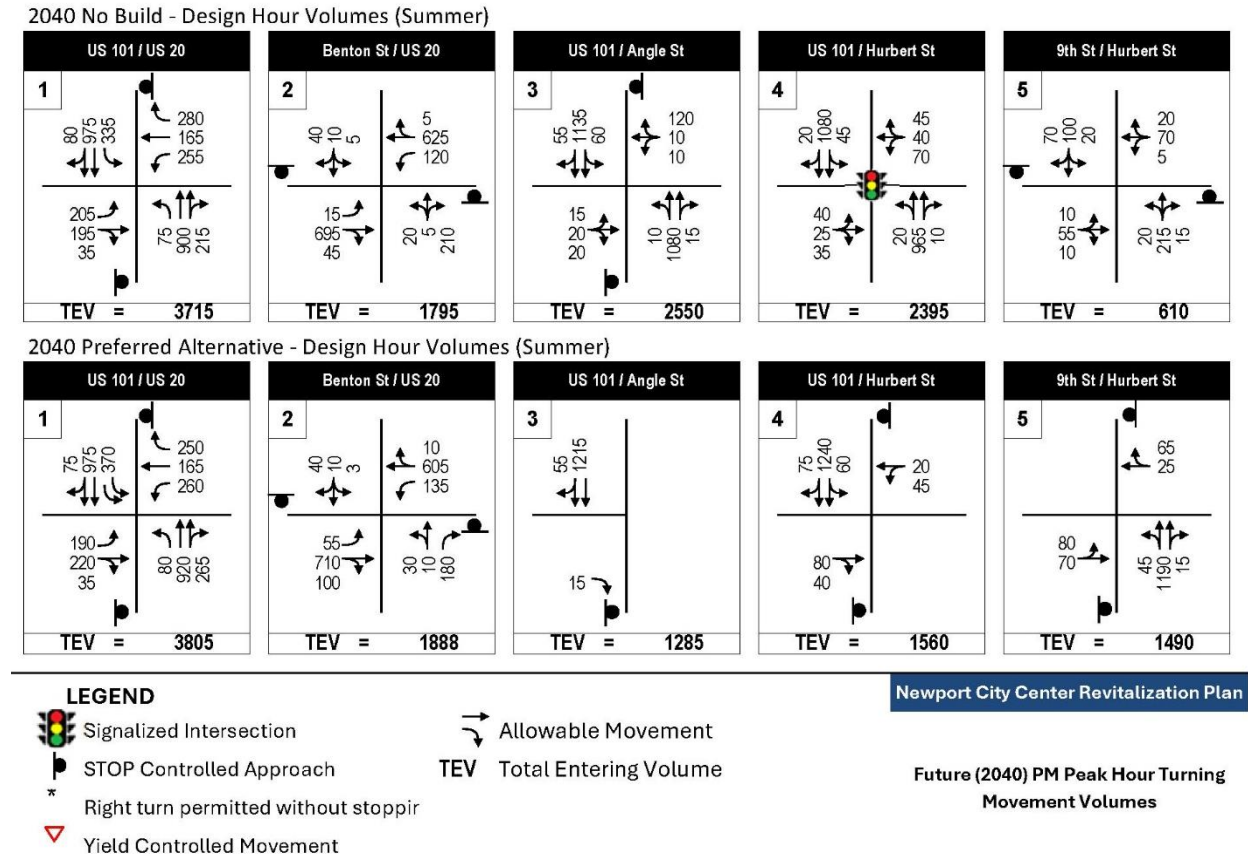 2040 No Build - Design Hour Volumes (Summer)
US 101 / US 20
1
80 975 335
280
165
255
205
195
35
75 900 215
TEV = 3715
Benton St / US 20
2
40 10 5
5
625
120
15
695
45
20 5 210
TEV = 1795
US 101 / Angle St
3
55 1135 60
120
10
10
15
20
20
10 1080 15
TEV = 2550
US 101 / Hurbert St
4
20 1080 45
45
40
70
40
25
35
20 965 10
TEV = 2395
9th St / Hurbert St
5
70 100 20
20
70
5
10
55
10
20 215 15
TEV = 610
2040 Preferred Alternative - Design Hour Volumes (Summer)
US 101 / US 20
1
75 975 370
250
165
260
190
220
35
80 920 265
TEV = 3805
Benton St / US 20
2
40 10 3
10
605
135
55
710
100
30 10 180
TEV = 1888
US 101 / Angle St
3
55 1215
15
TEV = 1285
US 101 / Hurbert St
4
75 1240 60
20
45
80
40
TEV = 1560
9th St / Hurbert St
5
65
25
80
70
45 1190 15
TEV = 1490
LEGEND
Signalized Intersection
STOP Controlled Approach
* Right turn permitted without stoppir
Yield Controlled Movement
Allowable Movement
TEV Total Entering Volume
Newport City Center Revitalization Plan
Future (2040) PM Peak Hour Turning
Movement Volumes